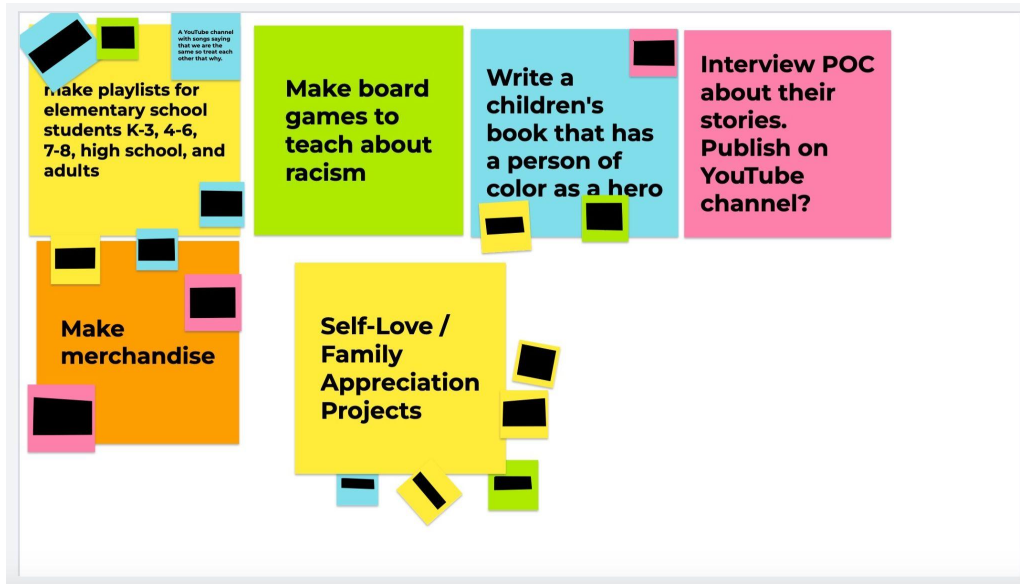 A YouTube channel
with songs saying
that we are the
same so treat each
other that why.
make playlists for
elementary school
students K-3, 4-6,
7-8, high school, and
adults
Make board
games to
teach about
racism
Write a
children's
book that has
a person of
color as a hero
Interview POC
about their
stories.
Publish on
YouTube
channel?
Make
merchandise
Self-Love /
Family
Appreciation
Projects